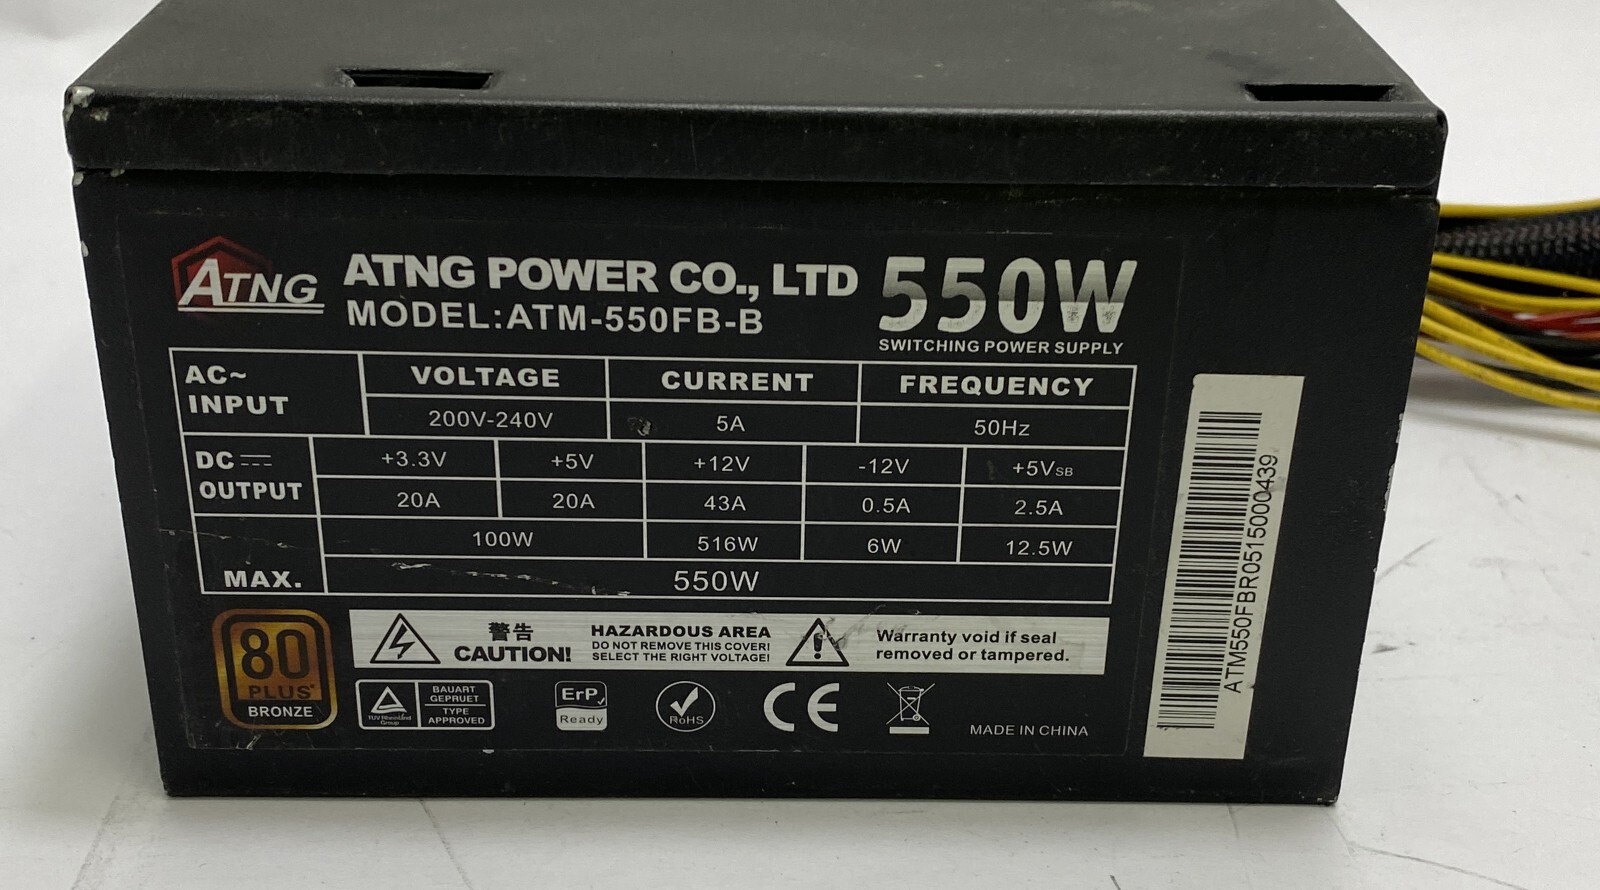 ATNG
ATNG POWER CO., LTD
MODEL:ATM-550FB-B
550W
SWITCHING POWER SUPPLY
AC~ INPUT
VOLTAGE CURRENT FREQUENCY
200V-240V 5A 50Hz
DC OUTPUT
+3.3V +5V +12V -12V +5VSB
20A 20A 43A 0.5A 2.5A
100W 516W 6W 12.5W
MAX. 550W
80
PLUS
BRONZE
警告
CAUTION!
HAZARDOUS AREA
DO NOT REMOVE THIS COVER!
SELECT THE RIGHT VOLTAGE!
Warranty void if seal
removed or tampered.
TÜV Rheinland
Group
BAUART
GEPRUET
TYPE
APPROVED
ErP
Ready
RoHS
CE
MADE IN CHINA
ATM550FBR0515000439